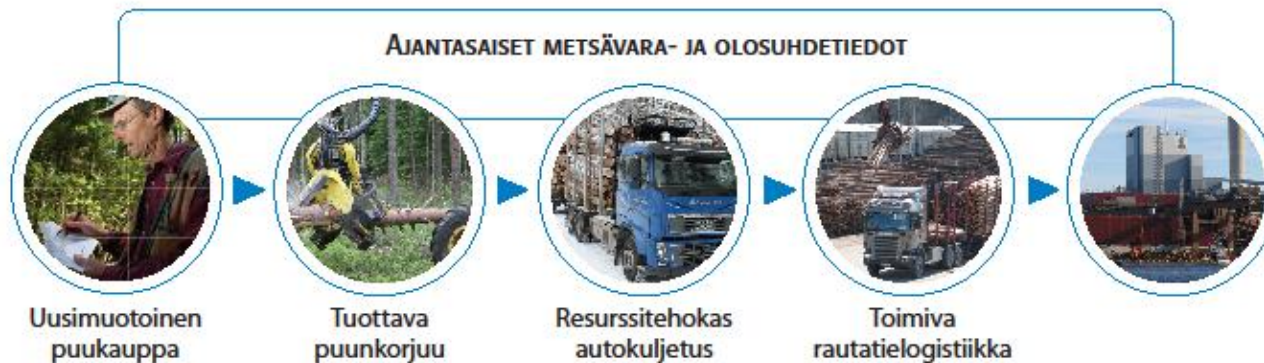 AJANTASAISET METSÄVARA- JA OLOSUHDETIEDOT
Uusimuotoinen
puukauppa
Tuottava
puunkorjuu
Resurssitehokas
autokuljetus
Toimiva
rautatielogistiikka